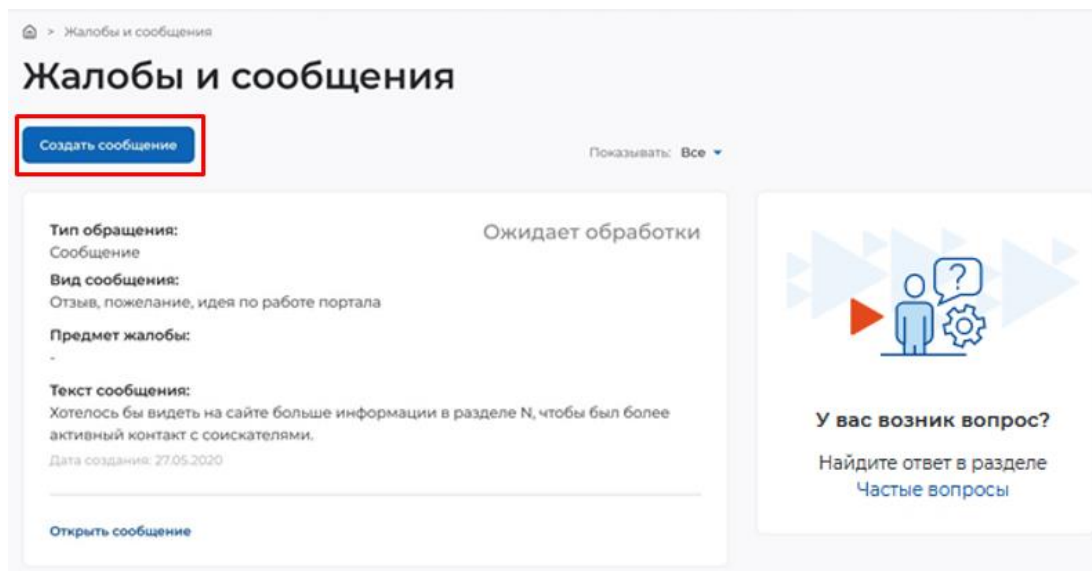 > Жалобы и сообщения
Жалобы и сообщения
Создать сообщение
Показывать: Все
Тип обращения:
Сообщение
Ожидает обработки
Вид сообщения:
Отзыв, пожелание, идея по работе портала
Предмет жалобы:
-
Текст сообщения:
Хотелось бы видеть на сайте больше информации в разделе N, чтобы был более
активный контакт с соискателями.
Дата создания: 27.05.2020
Открыть сообщение
?
У вас возник вопрос?
Найдите ответ в разделе
Частые вопросы